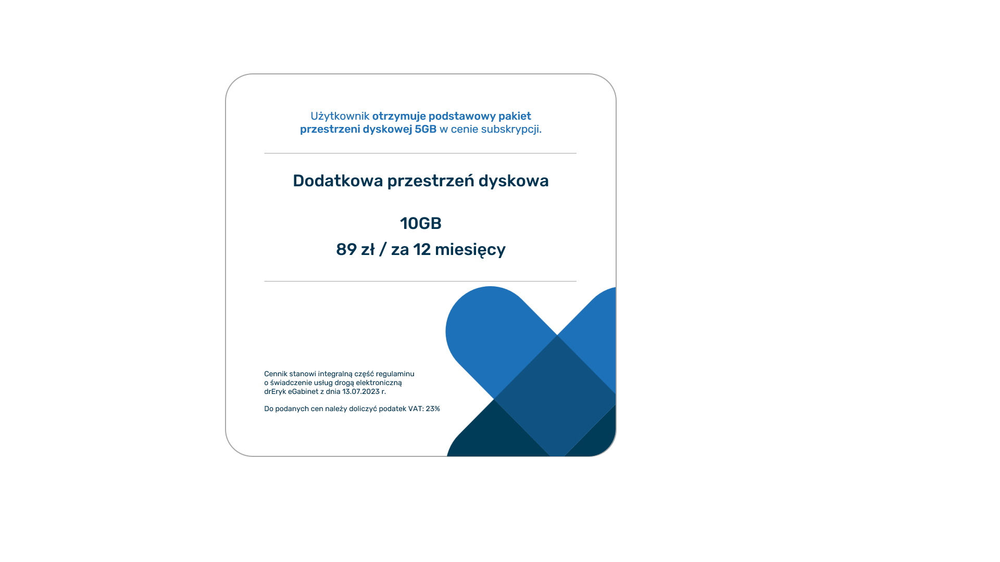 Użytkownik otrzymuje podstawowy pakiet
przestrzeni dyskowej 5GB w cenie subskrypcji.
Dodatkowa przestrzeń dyskowa
10GB
89 zł / za 12 miesięcy
Cennik stanowi integralną część regulaminu
o świadczenie usług drogą elektroniczną
drEryk eGabinet z dnia 13.07.2023 r.
Do podanych cen należy doliczyć podatek VAT: 23%